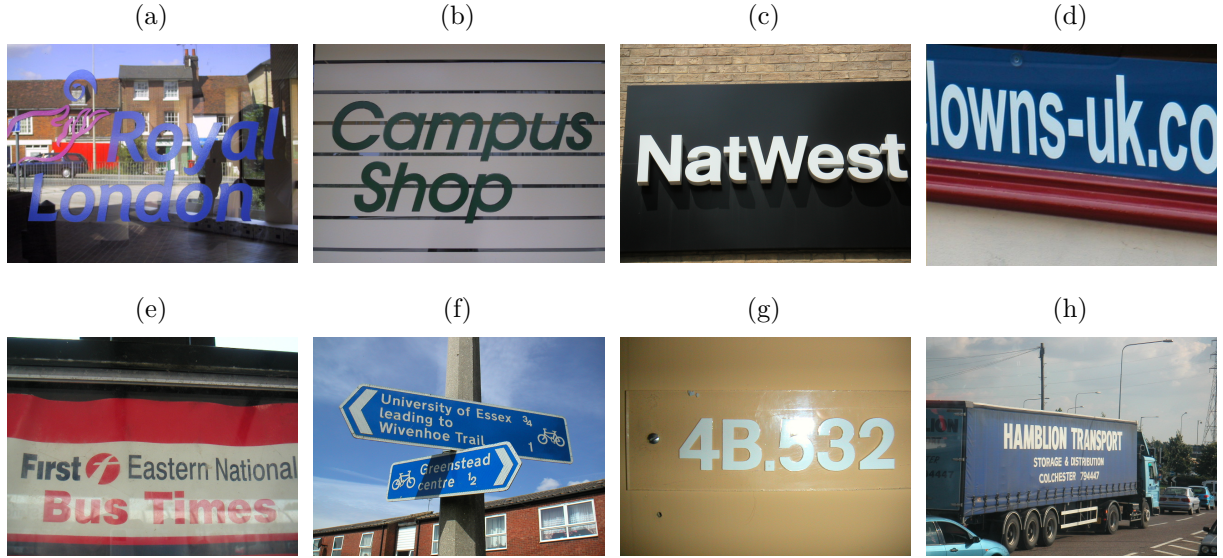 (a)
(b)
(c)
(d)
Royal
London
Campus
Shop
NatWest
lowns-uk.co
(e)
(f)
(g)
(h)
First Eastern National
Bus Times
University of Essex 3/4
leading to
Wivenhoe Trail 1
Greenstead
centre 1/2
4B.532
HAMBLION TRANSPORT
STORAGE & DISTRIBUTION
COLCHESTER 794447